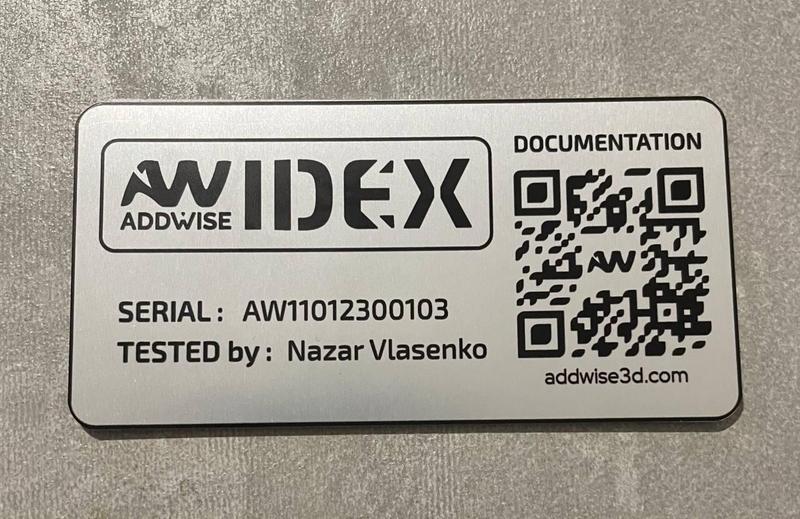 AW IDEX
ADDWISE
DOCUMENTATION
AW
SERIAL : AW11012300103
TESTED by : Nazar Vlasenko
addwise3d.com